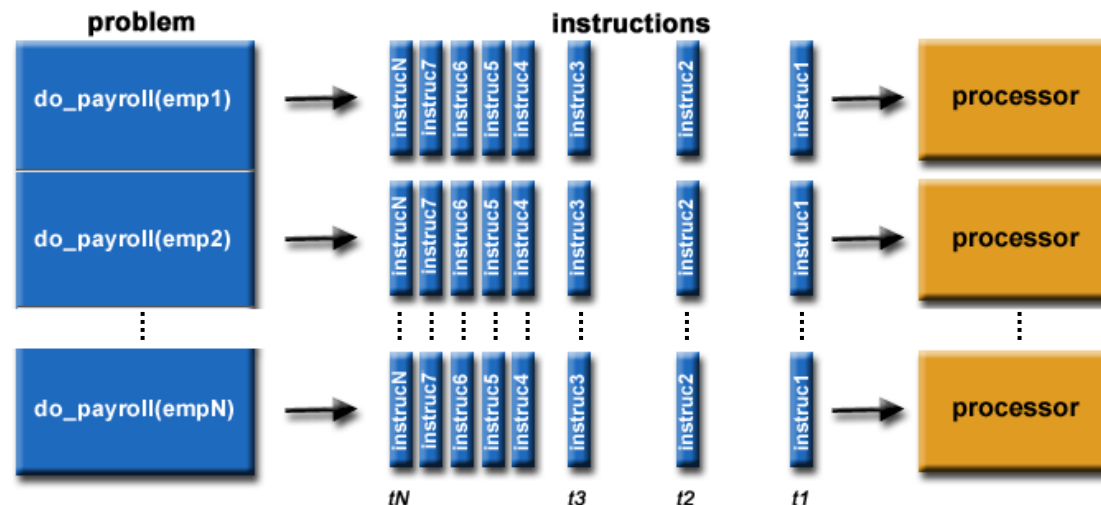 problem
instructions
do_payroll(emp1)
instrucN
instruc7
instruc6
instruc5
instruc4
instruc3
instruc2
instruc1
processor
do_payroll(emp2)
instrucN
instruc7
instruc6
instruc5
instruc4
instruc3
instruc2
instruc1
processor
do_payroll(empN)
instrucN
instruc7
instruc6
instruc5
instruc4
instruc3
instruc2
instruc1
processor
tN
t3
t2
t1